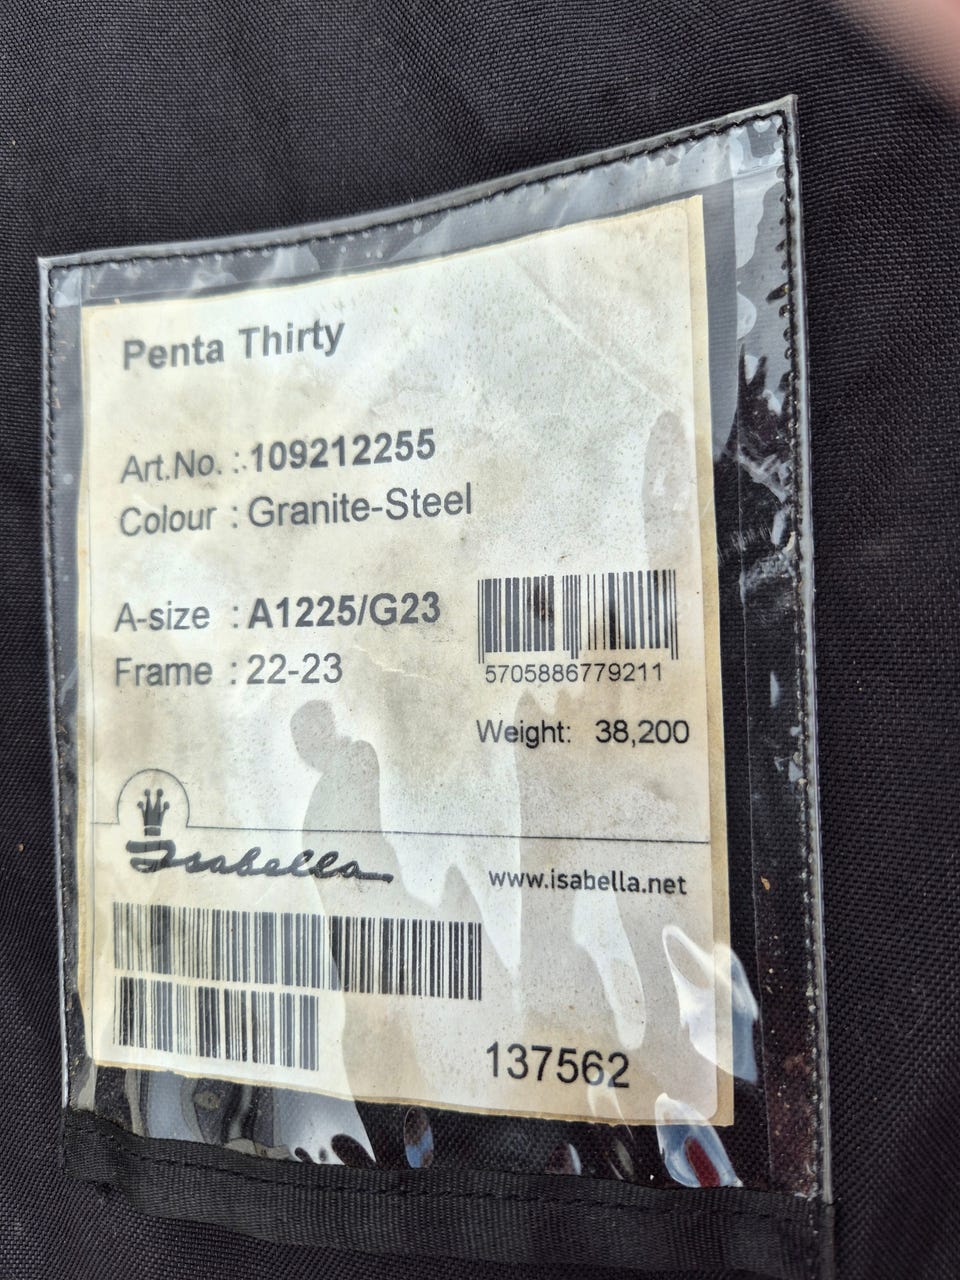 Penta Thirty
Art.No. : 109212255
Colour : Granite-Steel
A-size : A1225/G23
Frame : 22-23
5705886779211
Weight: 38,200
Isabella
www.isabella.net
137562